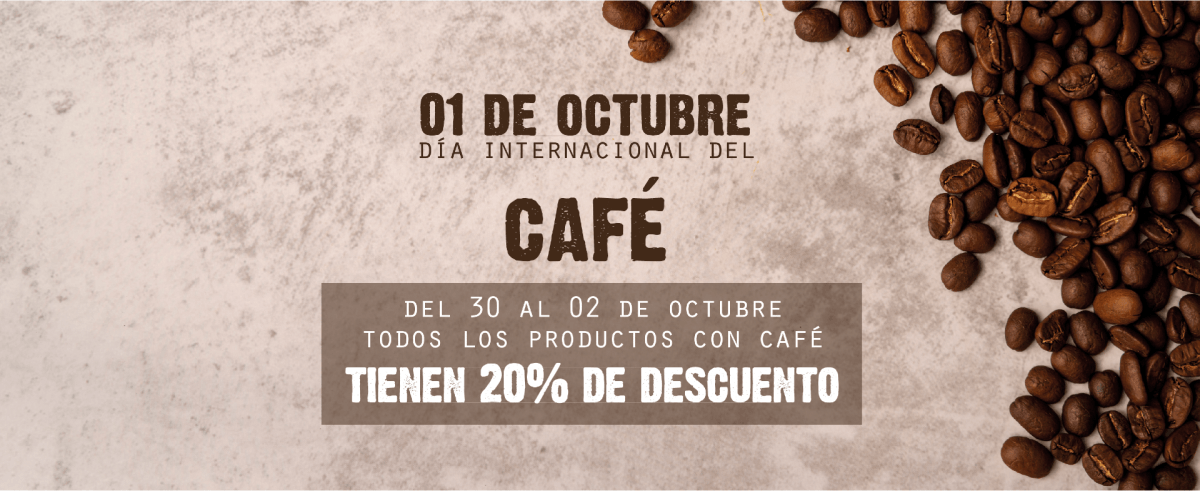 01 DE OCTUBRE
DÍA INTERNACIONAL DEL
CAFÉ
DEL 30 AL 02 DE OCTUBRE
TODOS LOS PRODUCTOS CON CAFÉ
TIENEN 20% DE DESCUENTO